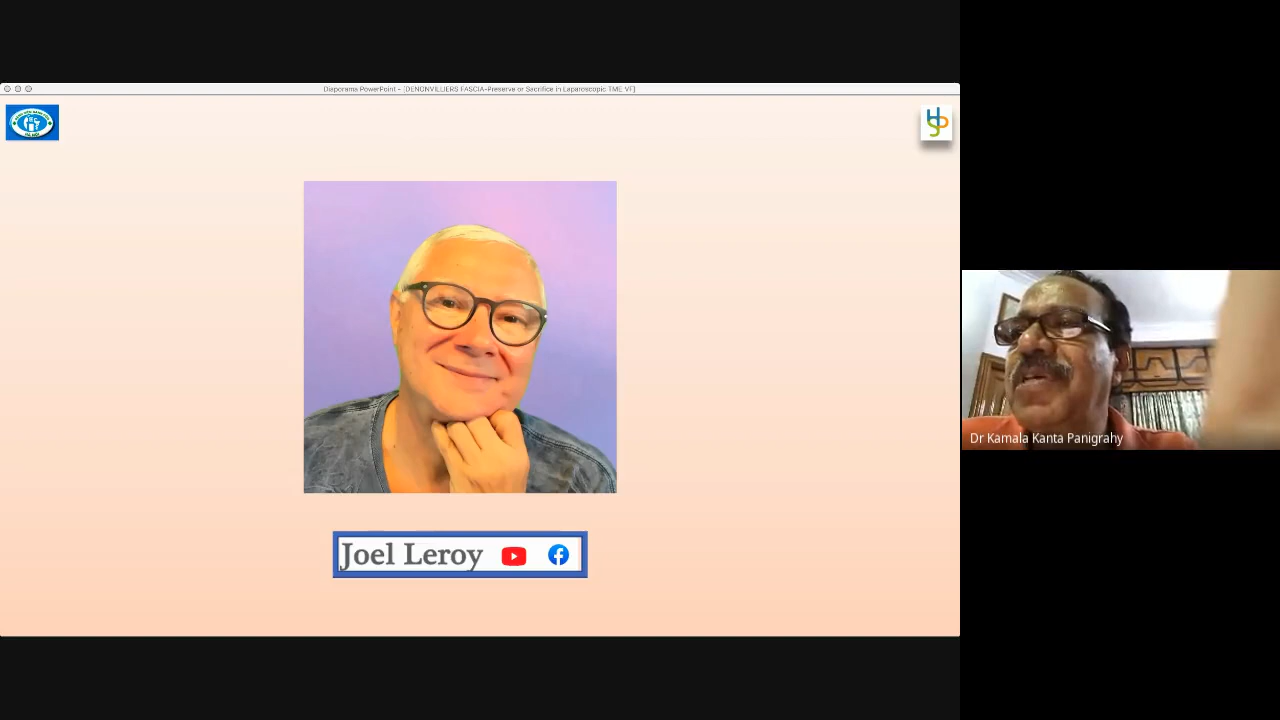 Diaporama PowerPoint - [DENONVILLIERS FASCIA-Preserve or Sacrifice in Laparoscopic TME VF]
Joel Leroy
Dr Kamala Kanta Panigrahy